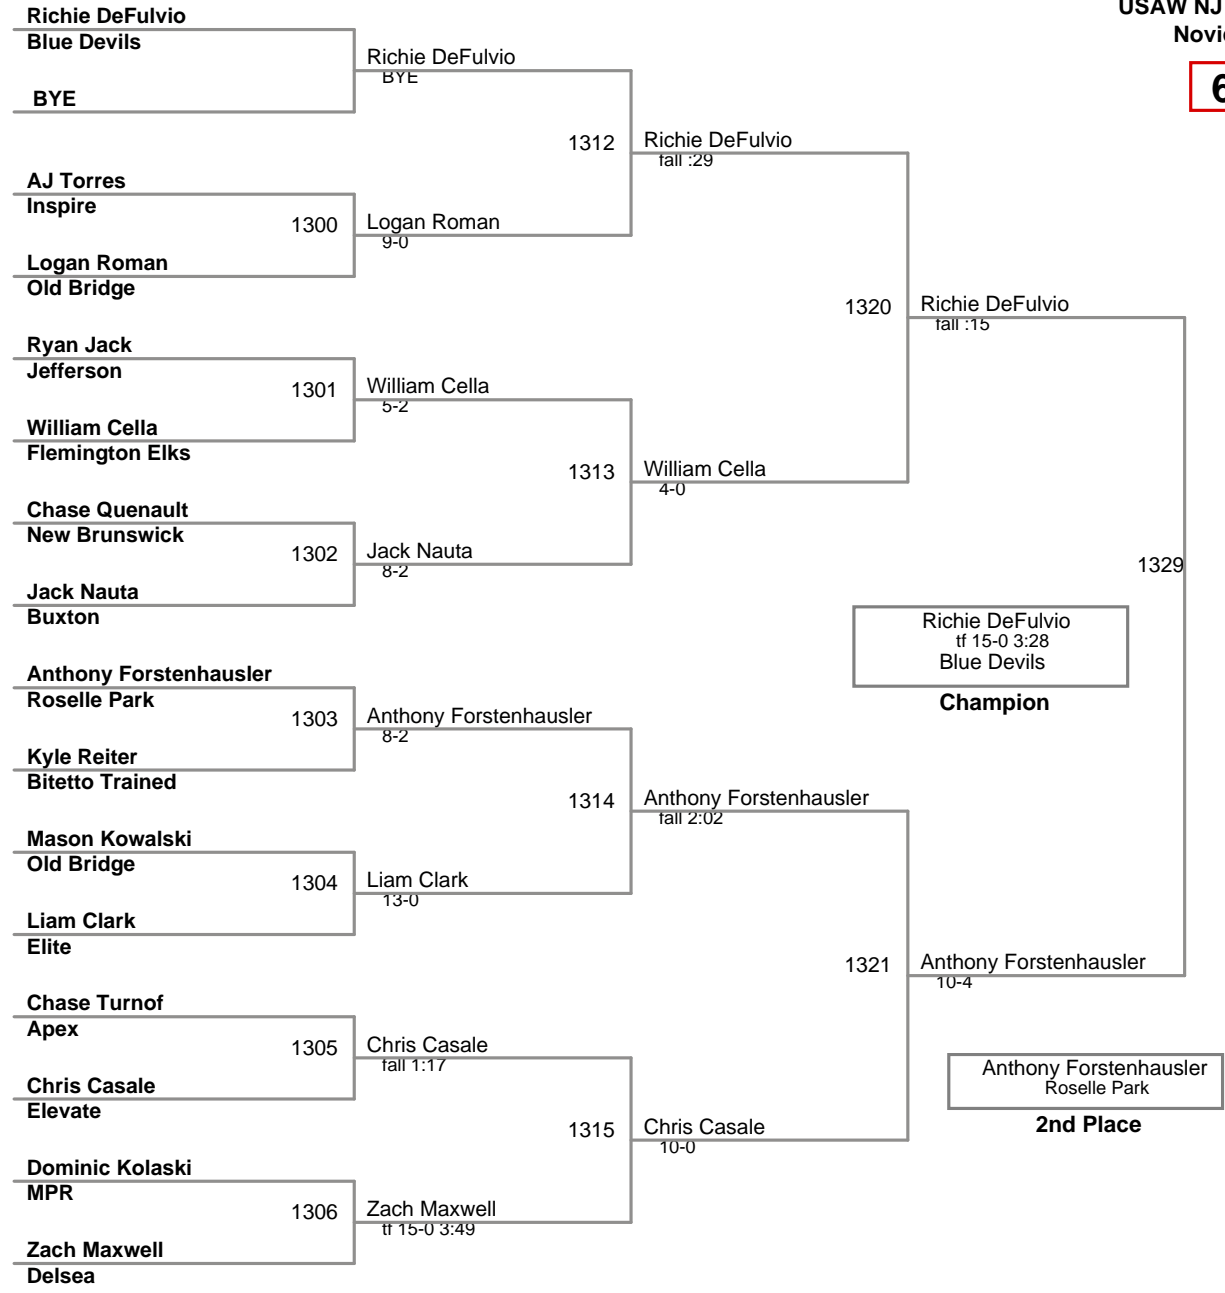 USAW NJ
Richie DeFulvio
Blue Devils
BYE
Richie DeFulvio
BYE
6
1312
Richie DeFulvio
fall :29
AJ Torres
Inspire
1300
Logan Roman
9-0
Logan Roman
Old Bridge
1320
Richie DeFulvio
fall :15
Ryan Jack
Jefferson
1301
William Cella
5-2
William Cella
Flemington Elks
1313
William Cella
4-0
Chase Quenault
New Brunswick
1302
Jack Nauta
8-2
Jack Nauta
Buxton
1329
Richie DeFulvio
tf 15-0 3:28
Blue Devils
Champion
Anthony Forstenhausler
Roselle Park
1303
Anthony Forstenhausler
8-2
Kyle Reiter
Bitetto Trained
1314
Anthony Forstenhausler
fall 2:02
Mason Kowalski
Old Bridge
1304
Liam Clark
13-0
Liam Clark
Elite
1321
Anthony Forstenhausler
10-4
Chase Turnof
Apex
1305
Chris Casale
fall 1:17
Chris Casale
Elevate
1315
Chris Casale
10-0
Anthony Forstenhausler
Roselle Park
2nd Place
Dominic Kolaski
MPR
1306
Zach Maxwell
tf 15-0 3:49
Zach Maxwell
Delsea